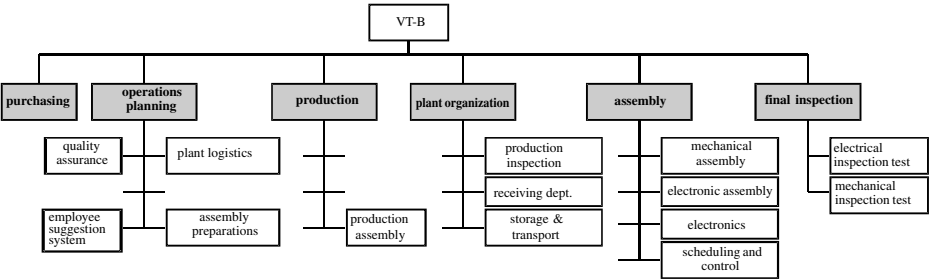 VT-B
purchasing
operations
planning
production
plant organization
assembly
final inspection
quality
assurance
plant logistics
employee
suggestion
system
assembly
preparations
production
assembly
production
inspection
receiving dept.
storage &
transport
mechanical
assembly
electronic assembly
electronics
scheduling and
control
electrical
inspection test
mechanical
inspection test